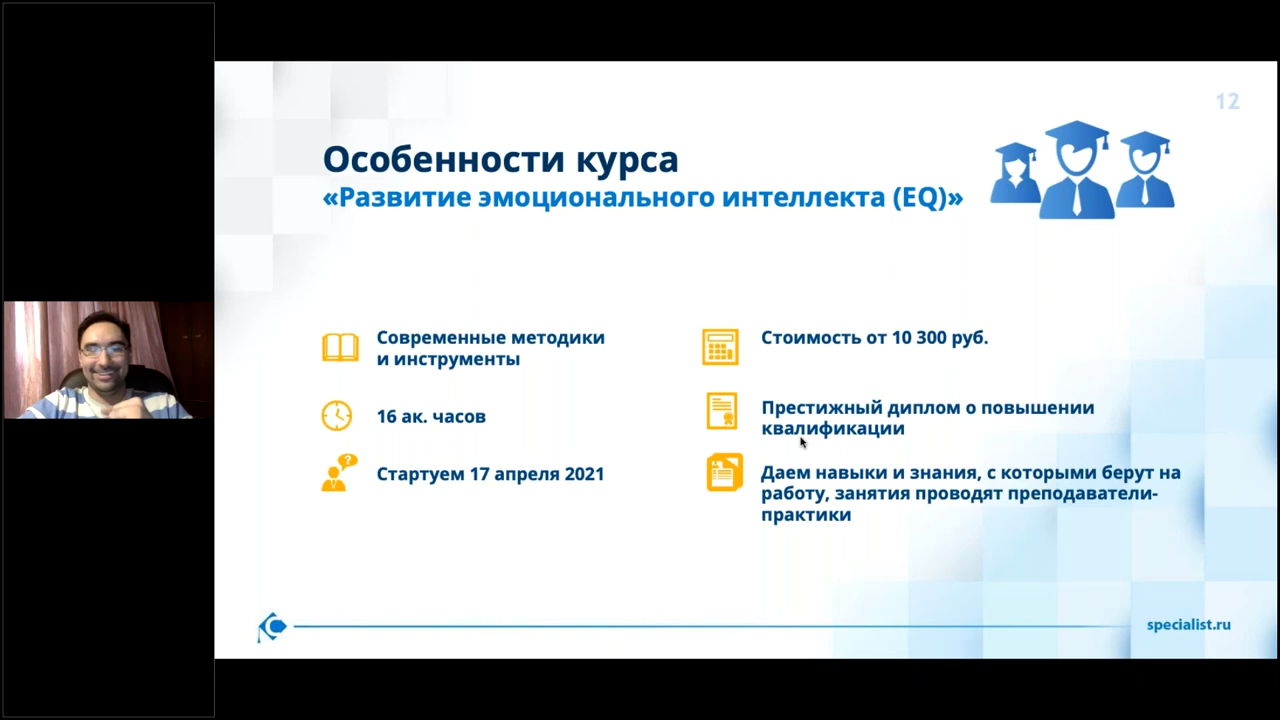 12
Особенности курса
«Развитие эмоционального интеллекта (EQ)»
Современные методики
и инструменты
16 ак. часов
Стартуем 17 апреля 2021
Стоимость от 10 300 руб.
Престижный диплом о повышении
квалификации
Даем навыки и знания, с которыми берут на
работу, занятия проводят преподаватели-
практики
specialist.ru